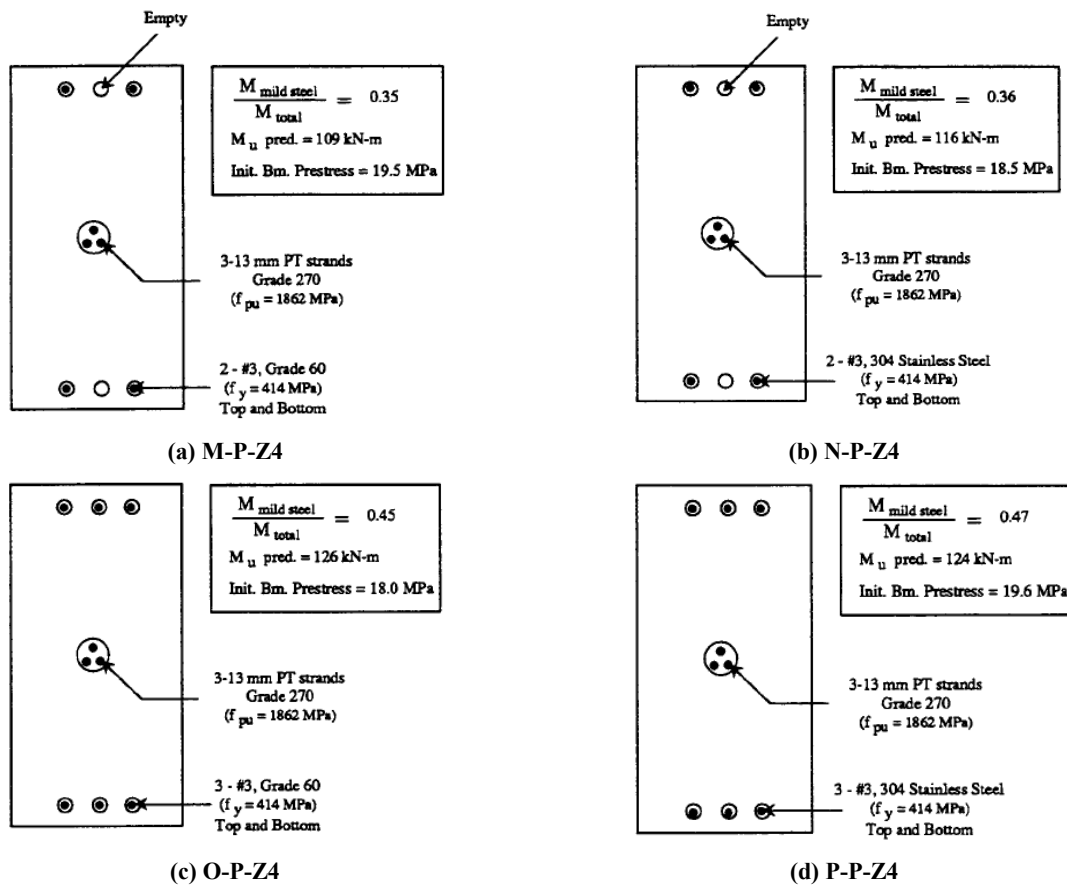 Empty
M mild steel
M total
= 0.35
M u pred. = 109 kN-m
Init. Bm. Prestress = 19.5 MPa
3-13 mm PT strands
Grade 270
(f pu = 1862 MPa)
2 - #3, Grade 60
(f y = 414 MPa)
Top and Bottom
(a) M-P-Z4
Empty
M mild steel
M total
= 0.36
M u pred. = 116 kN-m
Init. Bm. Prestress = 18.5 MPa
3-13 mm PT strands
Grade 270
(f pu = 1862 MPa)
2 - #3, 304 Stainless Steel
(f y = 414 MPa)
Top and Bottom
(b) N-P-Z4
M mild steel
M total
= 0.45
M u pred. = 126 kN-m
Init. Bm. Prestress = 18.0 MPa
3-13 mm PT strands
Grade 270
(f pu = 1862 MPa)
3 - #3, Grade 60
(f y = 414 MPa)
Top and Bottom
(c) O-P-Z4
M mild steel
M total
= 0.47
M u pred. = 124 kN-m
Init. Bm. Prestress = 19.6 MPa
3-13 mm PT strands
Grade 270
(f pu = 1862 MPa)
3 - #3, 304 Stainless Steel
(f y = 414 MPa)
Top and Bottom
(d) P-P-Z4